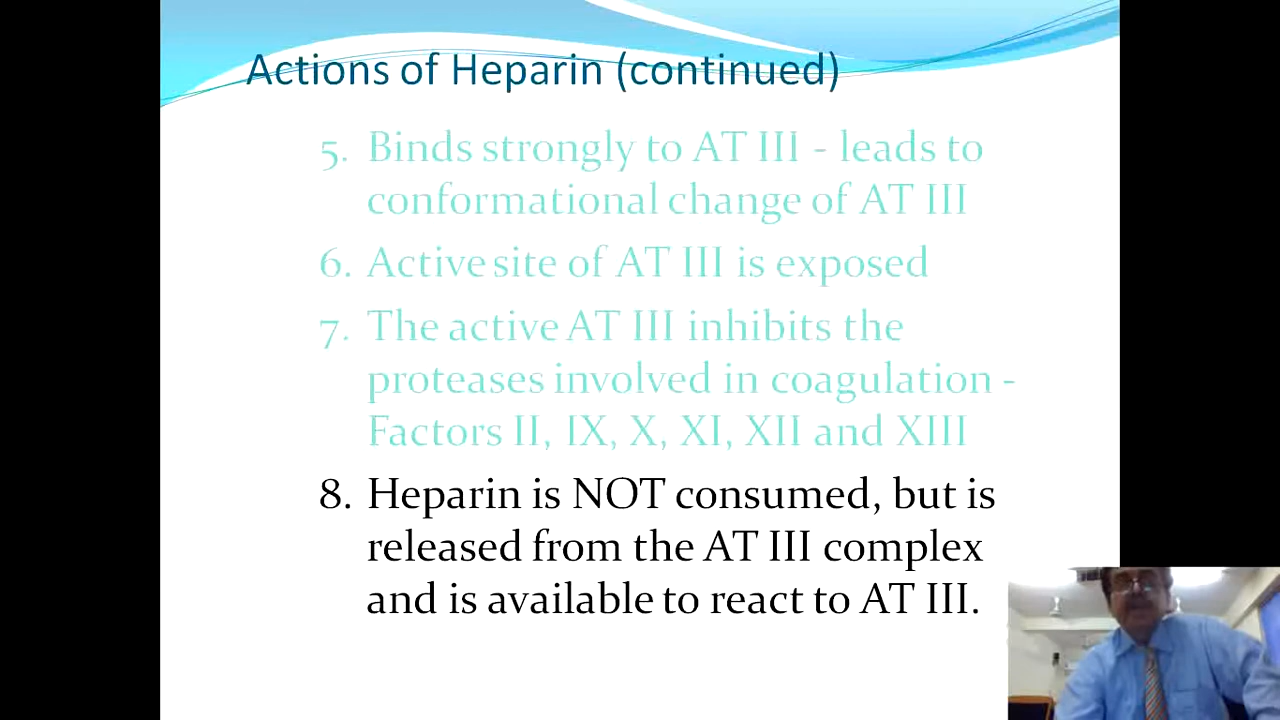 Actions of Heparin (continued)
5. Binds strongly to AT III - leads to
conformational change of AT III
6. Active site of AT III is exposed
7. The active AT III inhibits the
proteases involved in coagulation -
Factors II, IX, X, XI, XII and XIII
8. Heparin is NOT consumed, but is
released from the AT III complex
and is available to react to AT III.